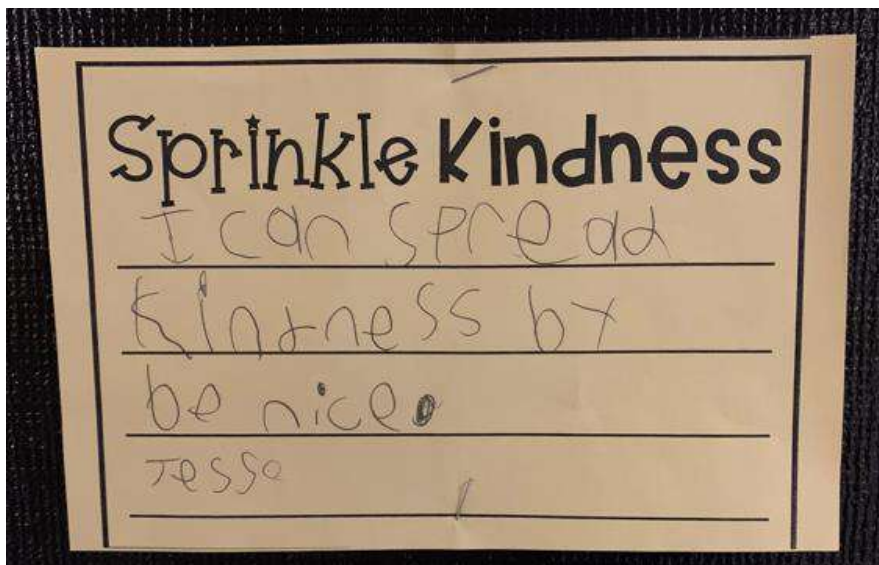 Sprinkle Kindness
I can spread
Kindness by
be nice.
Jesse